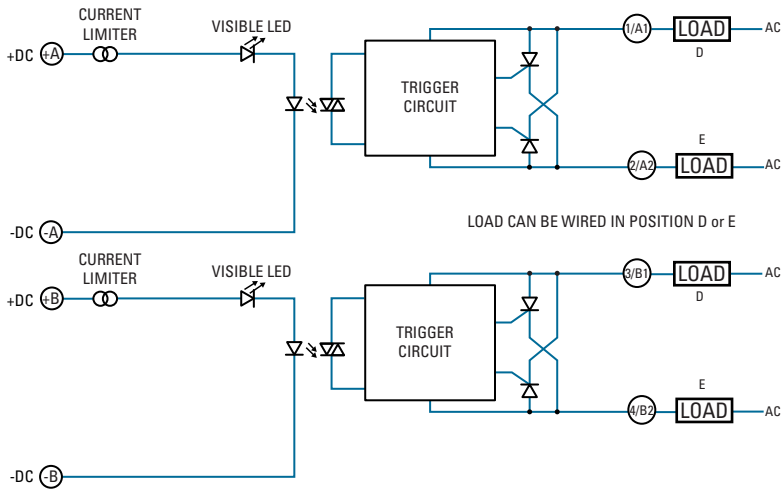 CURRENT
LIMITER
VISIBLE LED
+DC +A
TRIGGER
CIRCUIT
1/A1 LOAD AC
D
E
2/A2 LOAD AC
-DC -A
LOAD CAN BE WIRED IN POSITION D or E
CURRENT
LIMITER
VISIBLE LED
+DC +B
TRIGGER
CIRCUIT
3/B1 LOAD AC
D
E
4/B2 LOAD AC
-DC -B